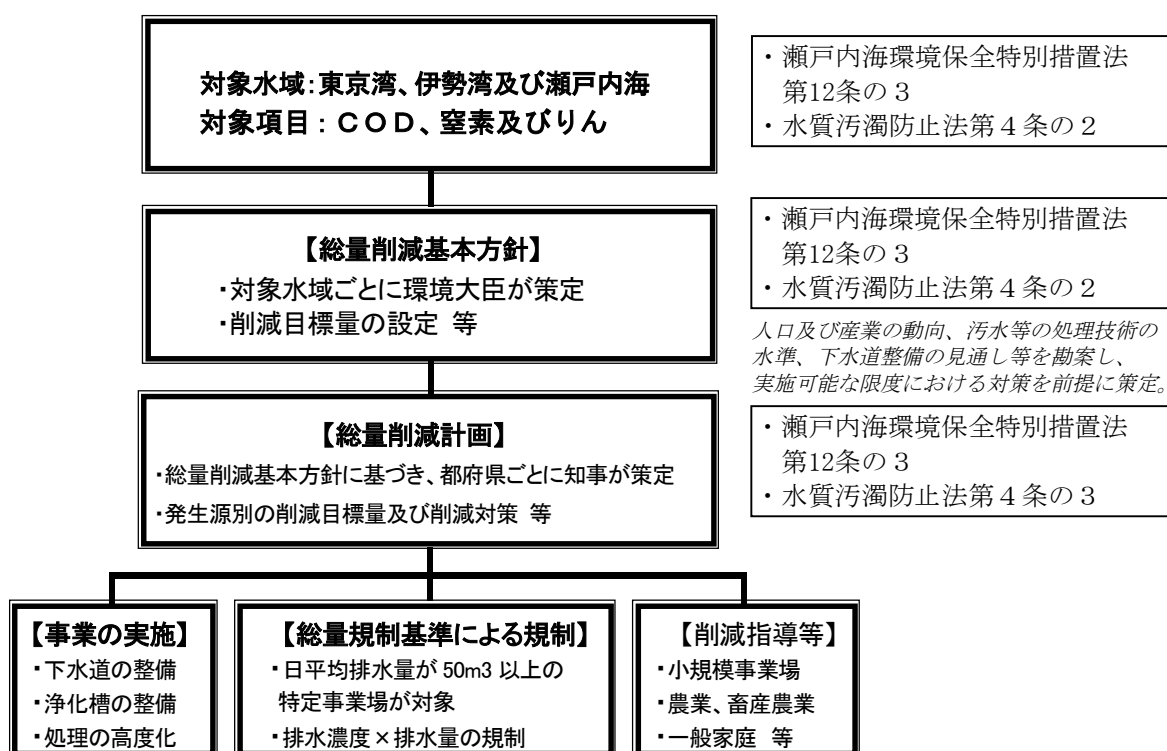 対象水域：東京湾、伊勢湾及び瀬戸内海
対象項目：ＣＯＤ、窒素及びりん
・瀬戸内海環境保全特別措置法
第12条の３
・水質汚濁防止法第４条の２
【総量削減基本方針】
・対象水域ごとに環境大臣が策定
・削減目標量の設定 等
・瀬戸内海環境保全特別措置法
第12条の３
・水質汚濁防止法第４条の２
人口及び産業の動向、汚水等の処理技術の
水準、下水道整備の見通し等を勘案し、
実施可能な限度における対策を前提に策定。
【総量削減計画】
・総量削減基本方針に基づき、都府県ごとに知事が策定
・発生源別の削減目標量及び削減対策 等
・瀬戸内海環境保全特別措置法
第12条の３
・水質汚濁防止法第４条の３
【事業の実施】
・下水道の整備
・浄化槽の整備
・処理の高度化
【総量規制基準による規制】
・日平均排水量が 50m3 以上の
特定事業場が対象
・排水濃度×排水量の規制
【削減指導等】
・小規模事業場
・農業、畜産農業
・一般家庭 等